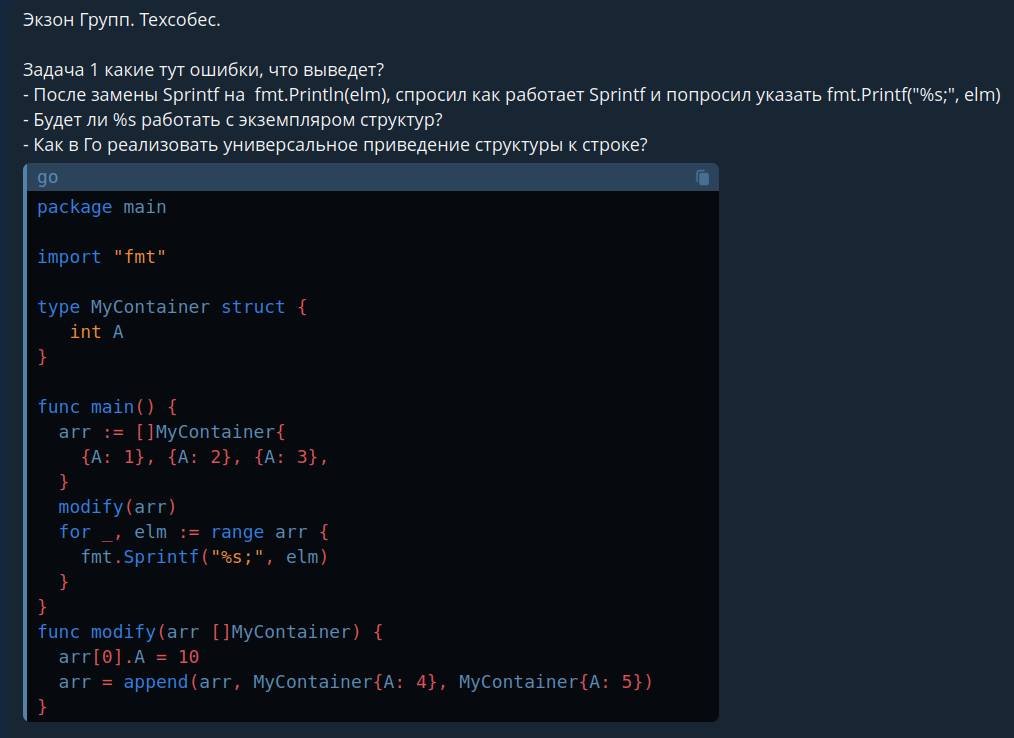 Экзон Групп. Техсобес.
Задача 1 какие тут ошибки, что выведет?
- После замены Sprintf на  fmt.Println(elm), спросил как работает Sprintf и попросил указать fmt.Printf("%s;", elm)
- Будет ли %s работать с экземпляром структур?
- Как в Го реализовать универсальное приведение структуры к строке?
go
package main
import "fmt"
type MyContainer struct {
   int A
}
func main() {
  arr := []MyContainer{
    {A: 1}, {A: 2}, {A: 3},
  }
  modify(arr)
  for _, elm := range arr {
    fmt.Sprintf("%s;", elm)
  }
}
func modify(arr []MyContainer) {
  arr[0].A = 10
  arr = append(arr, MyContainer{A: 4}, MyContainer{A: 5})
}